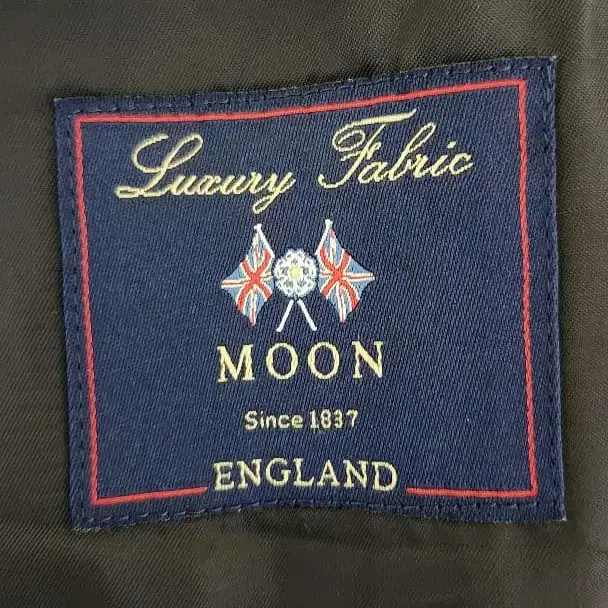 Luxury Fabric
MOON
Since 1837
ENGLAND